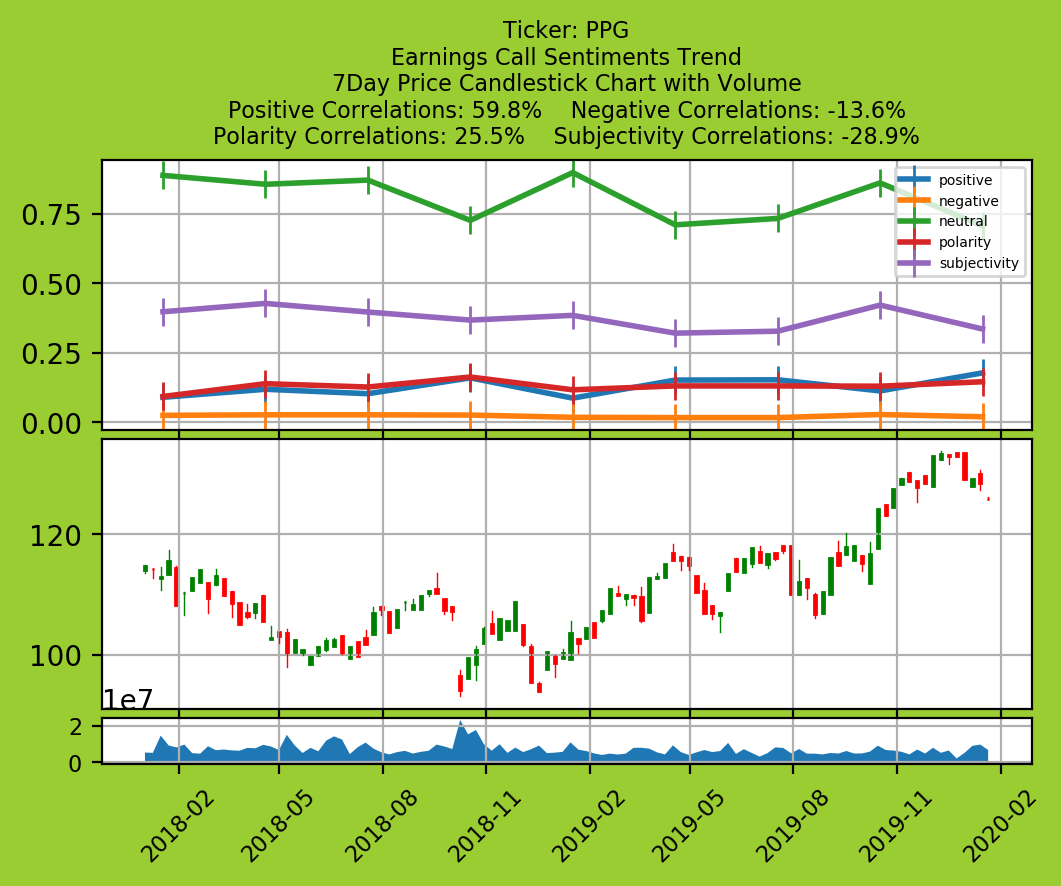 Ticker: PPG
Earnings Call Sentiments Trend
7Day Price Candlestick Chart with Volume
Positive Correlations: 59.8%    Negative Correlations: -13.6%
Polarity Correlations: 25.5%    Subjectivity Correlations: -28.9%
positive
negative
neutral
polarity
subjectivity
0.75
0.50
0.25
0.00
120
100
1e7
2
0
2018-02 2018-05 2018-08 2018-11 2019-02 2019-05 2019-08 2019-11 2020-02